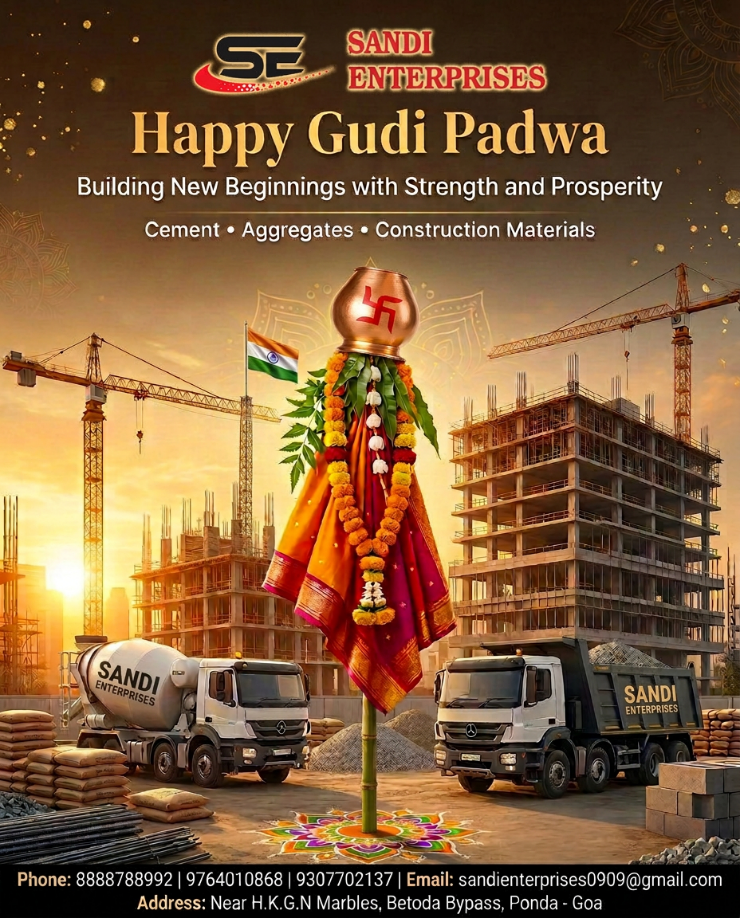 SE
SANDI
ENTERPRISES
Happy Gudi Padwa
Building New Beginnings with Strength and Prosperity
Cement • Aggregates • Construction Materials
SANDI
ENTERPRISES
SANDI
ENTERPRISES
Phone: 8888788992 | 9764010868 | 9307702137 | Email: sandienterprises0909@gmail.com
Address: Near H.K.G.N Marbles, Betoda Bypass, Ponda - Goa